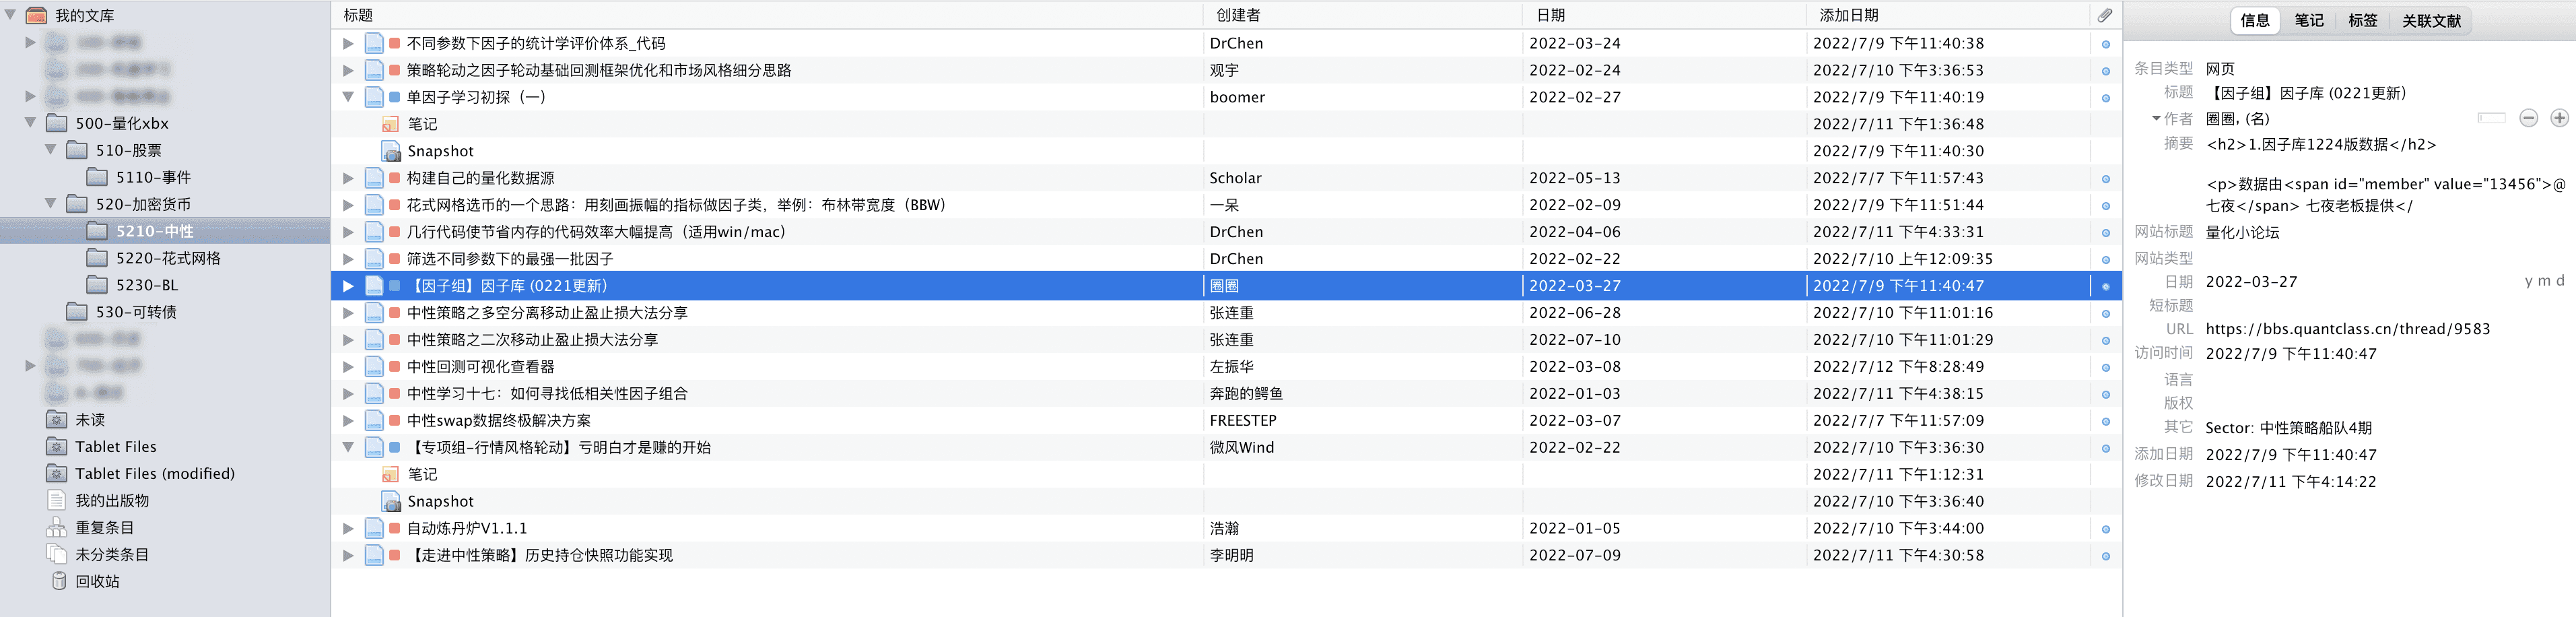 我的文库
500-量化xbx
510-股票
5110-事件
520-加密货币
5210-中性
5220-花式网格
5230-BL
530-可转债
未读
Tablet Files
Tablet Files (modified)
我的出版物
重复条目
未分类条目
回收站
标题 创建者 日期 添加日期
不同参数下因子的统计学评价体系_代码 DrChen 2022-03-24 2022/7/9 下午11:40:38
策略轮动之因子轮动基础回测框架优化和市场风格细分思路 观宇 2022-02-24 2022/7/10 下午3:36:53
单因子学习初探（一） boomer 2022-02-27 2022/7/9 下午11:40:19
笔记 2022/7/11 下午1:36:48
Snapshot 2022/7/9 下午11:40:30
构建自己的量化数据源 Scholar 2022-05-13 2022/7/7 下午11:57:43
花式网格选币的一个思路：用刻画振幅的指标做因子类，举例：布林带宽度（BBW） 一呆 2022-02-09 2022/7/9 下午11:51:44
几行代码使节省内存的代码效率大幅提高（适用win/mac） DrChen 2022-04-06 2022/7/11 下午4:33:31
筛选不同参数下的最强一批因子 DrChen 2022-02-22 2022/7/10 上午12:09:35
【因子组】因子库 (0221更新) 圈圈 2022-03-27 2022/7/9 下午11:40:47
中性策略之多空分离移动止盈止损大法分享 张连重 2022-06-28 2022/7/10 下午11:01:16
中性策略之二次移动止盈止损大法分享 张连重 2022-07-10 2022/7/10 下午11:01:29
中性回测可视化查看器 左振华 2022-03-08 2022/7/12 下午8:28:49
中性学习十七：如何寻找低相关性因子组合 奔跑的鳄鱼 2022-01-03 2022/7/11 下午4:38:15
中性swap数据终极解决方案 FREESTEP 2022-03-07 2022/7/7 下午11:57:09
【专项组-行情风格轮动】亏明白才是赚的开始 微风Wind 2022-02-22 2022/7/10 下午3:36:30
笔记 2022/7/11 下午1:12:31
Snapshot 2022/7/10 下午3:36:40
自动炼丹炉V1.1.1 浩瀚 2022-01-05 2022/7/10 下午3:44:00
【走进中性策略】历史持仓快照功能实现 李明明 2022-07-09 2022/7/11 下午4:30:58
信息 笔记 标签 关联文献
条目类型 网页
标题 【因子组】因子库 (0221更新)
作者 圈圈, (名)
摘要 <h2>1.因子库1224版数据</h2>
<p>数据由<span id="member" value="13456">@
七夜</span> 七夜老板提供</
网站标题 量化小论坛
网站类型
日期 2022-03-27 y m d
短标题
URL https://bbs.quantclass.cn/thread/9583
访问时间 2022/7/9 下午11:40:47
语言
版权
其它 Sector: 中性策略船队4期
添加日期 2022/7/9 下午11:40:47
修改日期 2022/7/11 下午4:14:22